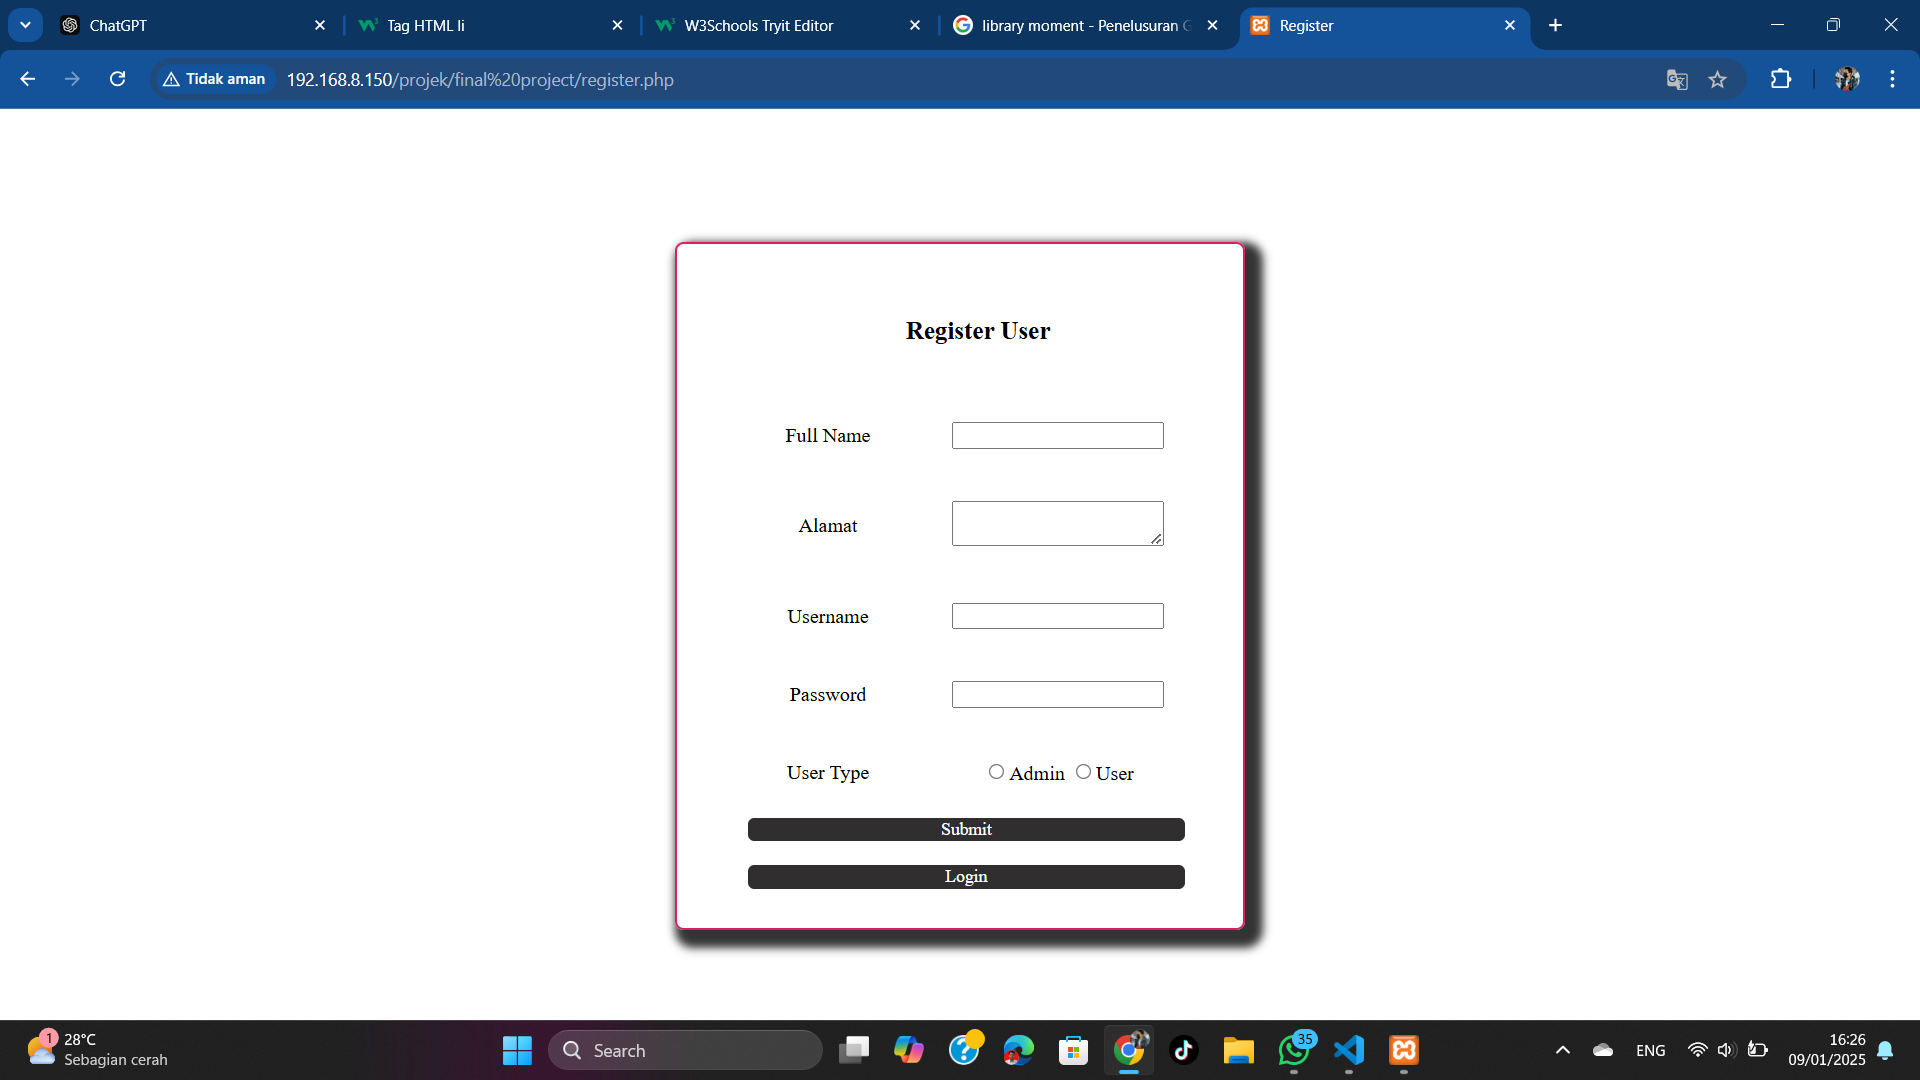 ChatGPT
Tag HTML li
W3Schools Tryit Editor
library moment - Penelusuran G
Register
Tidak aman
192.168.8.150/projek/final%20project/register.php
Register User
Full Name
Alamat
Username
Password
User Type
Admin
User
Submit
Login
1
28°C
Sebagian cerah
Search
35
ENG
16:26
09/01/2025